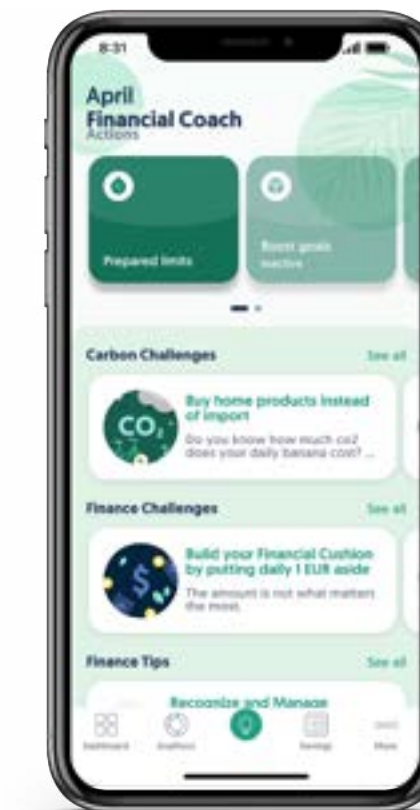 8:31
April
Financial Coach
Actions
Prepared limits
Boost goals
inactive
Carbon Challenges
See all
CO₂
Buy home products instead
of import
Do you know how much co2
does your daily banana cost? ...
Finance Challenges
See all
$
Build your Financial Cushion
by putting daily 1 EUR aside
The amount is not what matters
the most.
Finance Tips
See all
Recognize and Manage
Dashboard
Savings
More